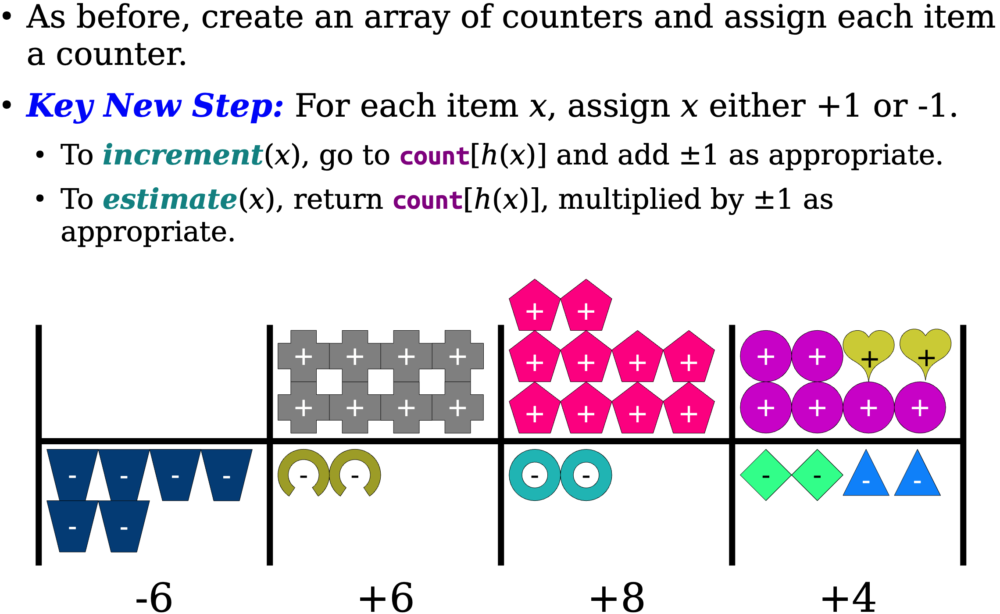 • As before, create an array of counters and assign each item
a counter.
• Key New Step: For each item x, assign x either +1 or -1.
• To increment(x), go to count[h(x)] and add ±1 as appropriate.
• To estimate(x), return count[h(x)], multiplied by ±1 as
appropriate.
+ +
+ + + + + + + + + + + +
+ + + + + + + + + + + +
- - - - - - - - - - - -
- -
-6 +6 +8 +4